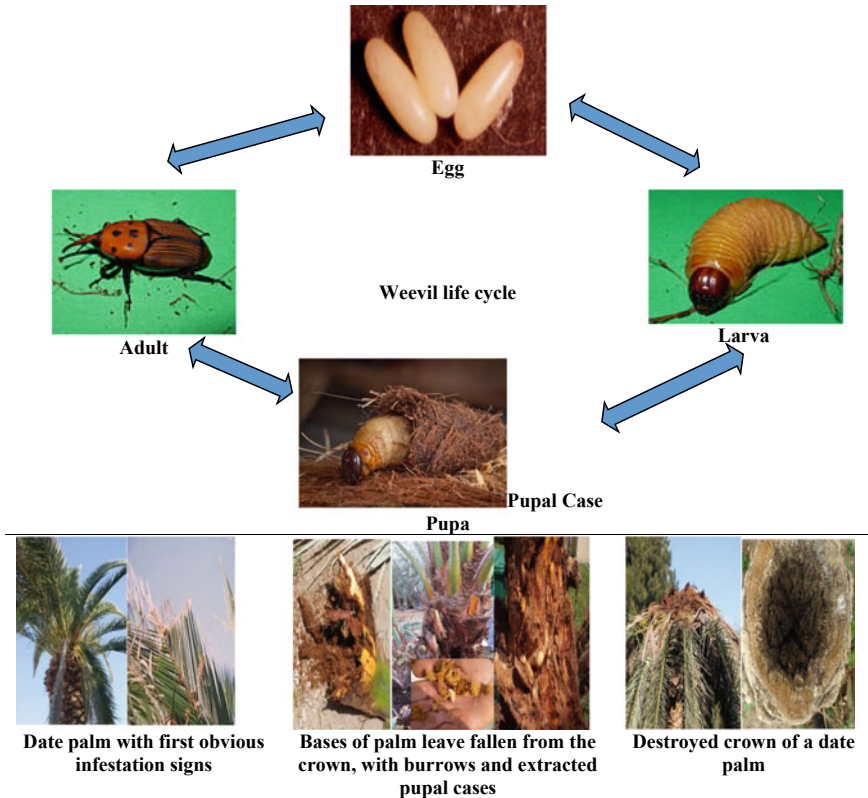 Egg
Weevil life cycle
Adult
Larva
Pupal Case
Pupa
Date palm with first obvious
infestation signs
Bases of palm leave fallen from the
crown, with burrows and extracted
pupal cases
Destroyed crown of a date
palm